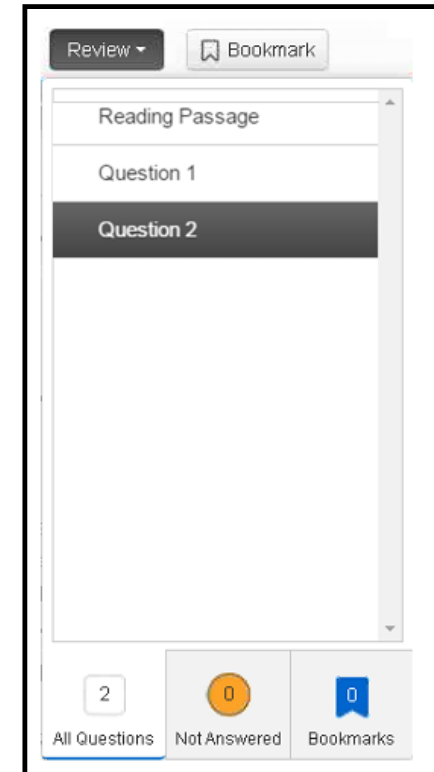 Review Bookmark
Reading Passage
Question 1
Question 2
2 0 0
All Questions Not Answered Bookmarks